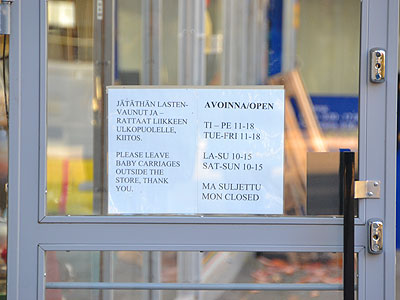 JÄTÄTHÄN LASTEN-
VAUNUT JA –
RATTAAT LIIKKEEN
ULKOPUOLELLE,
KIITOS.
PLEASE LEAVE
BABY CARRIAGES
OUTSIDE THE
STORE, THANK
YOU.
AVOINNA/OPEN
TI – PE 11-18
TUE-FRI 11-18
LA-SU 10-15
SAT-SUN 10-15
MA SULJETTU
MON CLOSED